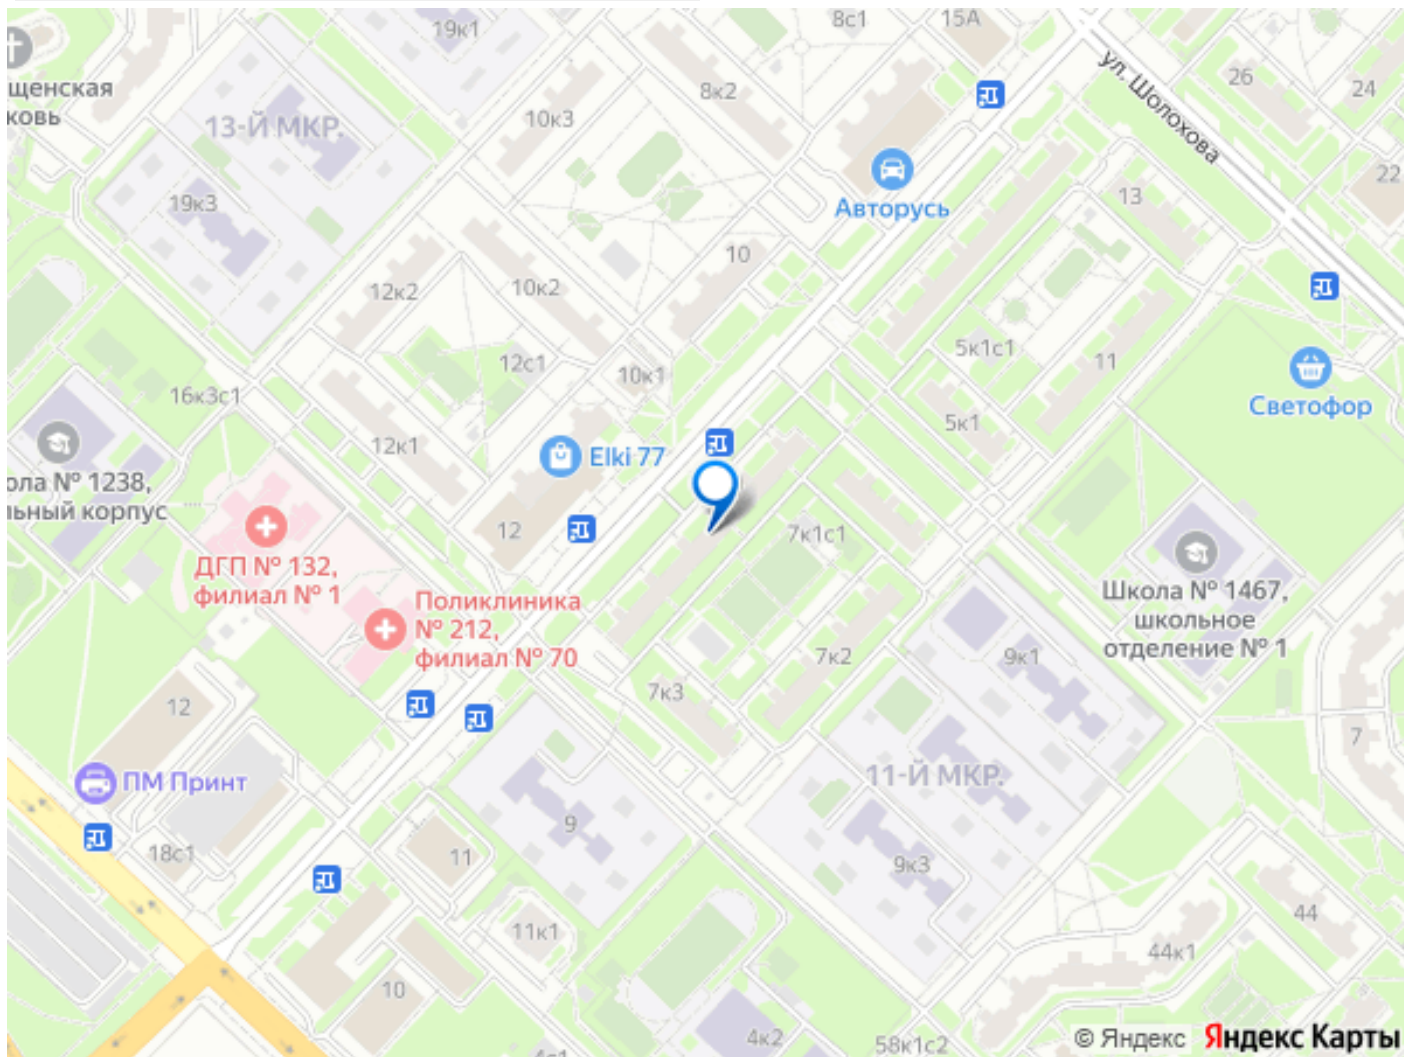 19к1
8с1
15А
щенская
ковь
26
24
8к2
ул. Шолохова
10к3
13-Й МКР.
22
19к3
Авторусь
13
10
12к2
10к2
12с1
5к1с1
10к1
11
16к3с1
Светофор
5к1
12к1
Elki 77
ола № 1238,
льный корпус
12
7к1с1
ДГП № 132,
филиал № 1
Поликлиника
№ 212,
филиал № 70
Школа № 1467,
школьное
отделение № 1
7к2
9к1
7к3
12
7
11-Й МКР.
ПМ Принт
9
18с1
11
9к3
44
11к1
44к1
10
4к2
58к1с2
4с1
© Яндекс Яндекс Карты